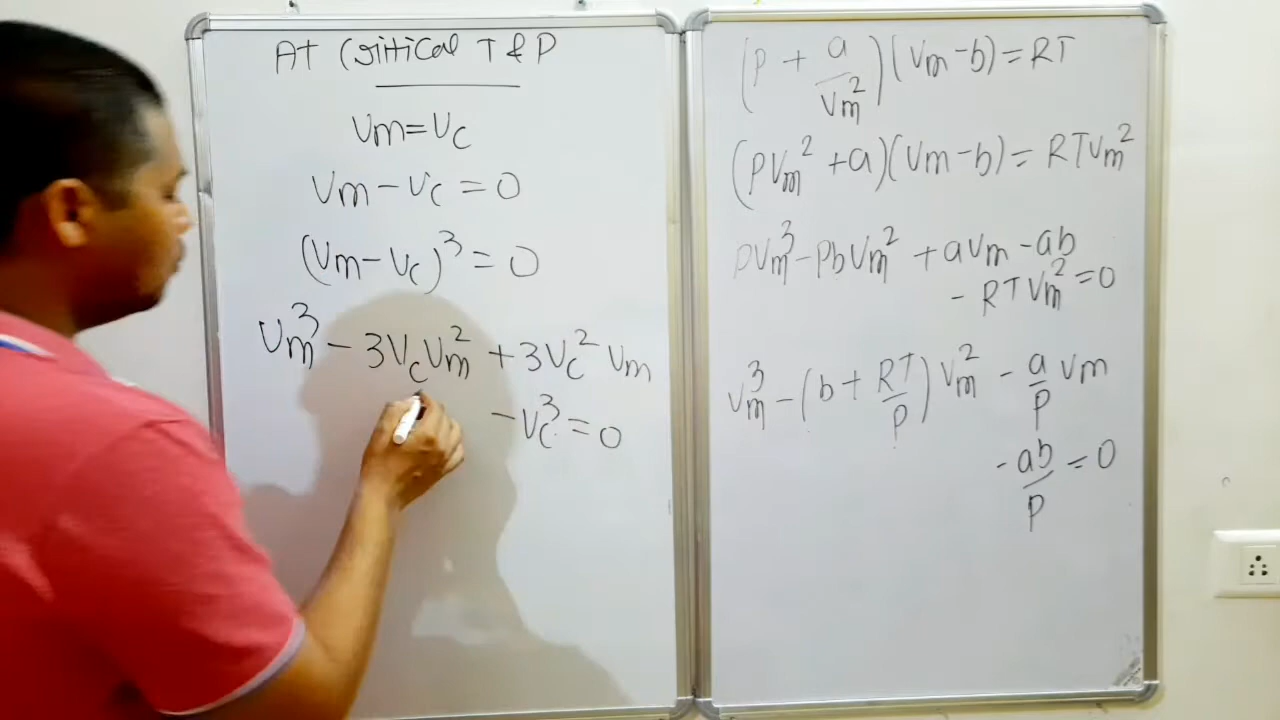 At Critical T & P
Vm = Vc
Vm - Vc = 0
(Vm - Vc)³ = 0
Vm³ - 3VcVm² + 3Vc²Vm
- Vc³ = 0
(P + a/Vm²)(Vm - b) = RT
(PVm² + a)(Vm - b) = RTVm²
PVm³ - PbVm² + aVm - ab
- RTVm² = 0
Vm³ - (b + RT/P)Vm² - a/P Vm
- ab/P = 0